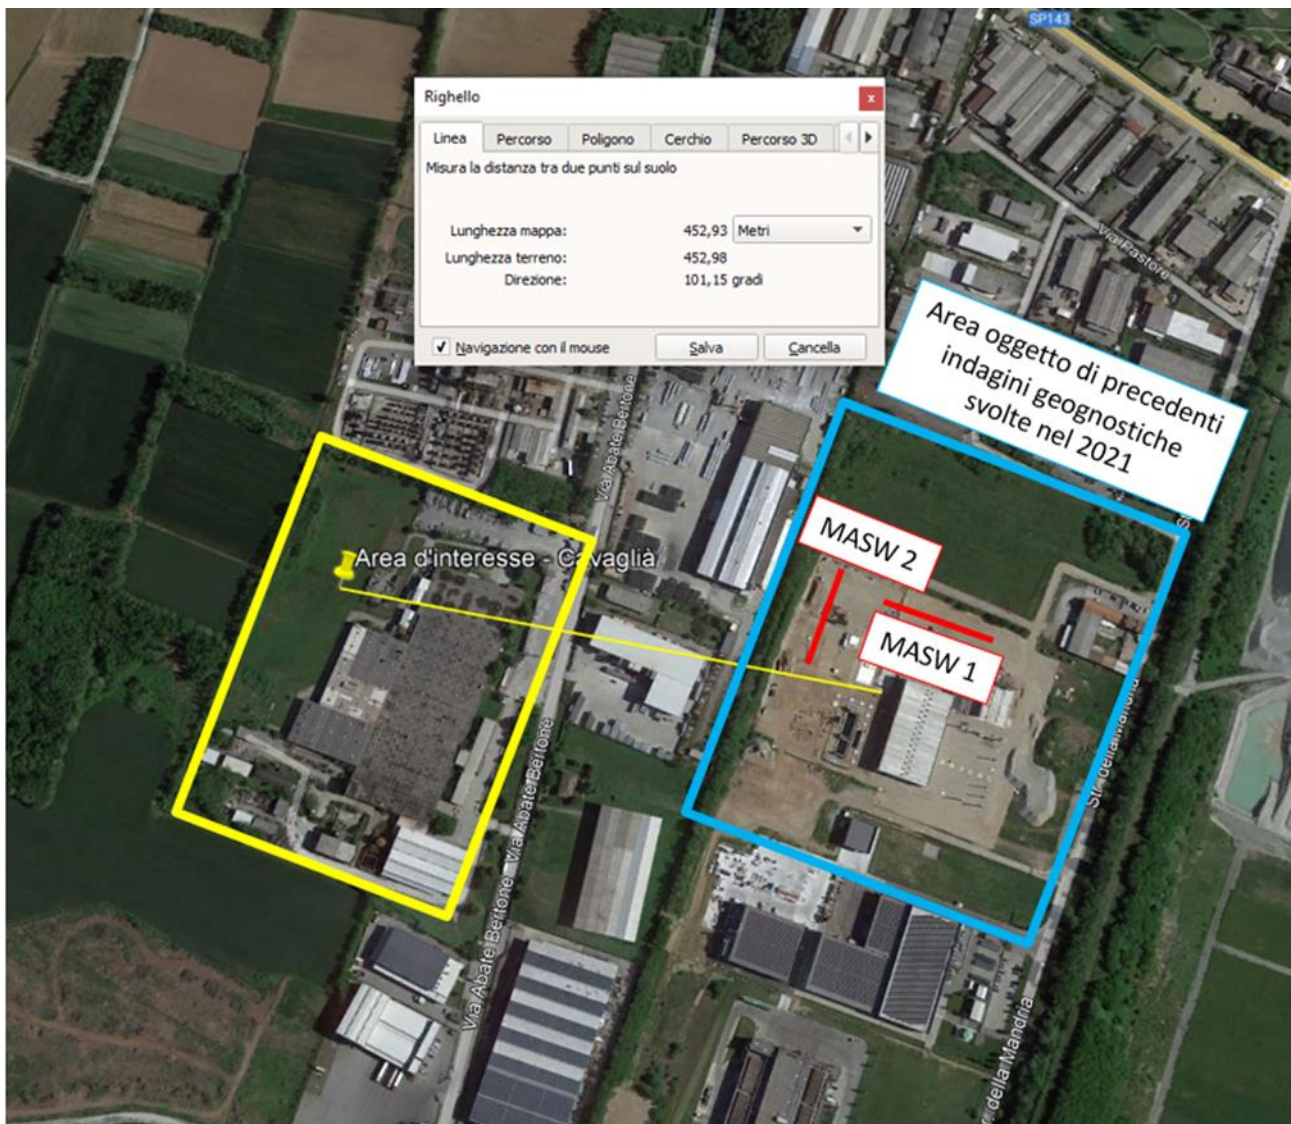 SP143
Righello
x
Linea Percorso Poligono Cerchio Percorso 3D
Misura la distanza tra due punti sul suolo
Lunghezza mappa: 452,93 Metri
Lunghezza terreno: 452,98
Direzione: 101,15 gradi
Navigazione con il mouse Salva Cancella
Via Pastore
Area oggetto di precedenti
indagini geognostiche
svolte nel 2021
Via Abate Bertone
MASW 2
Area d'interesse - Cavaglià
MASW 1
Via Abate Bertone
Via Abate Bertone
Str. della Mandria
della Mandria